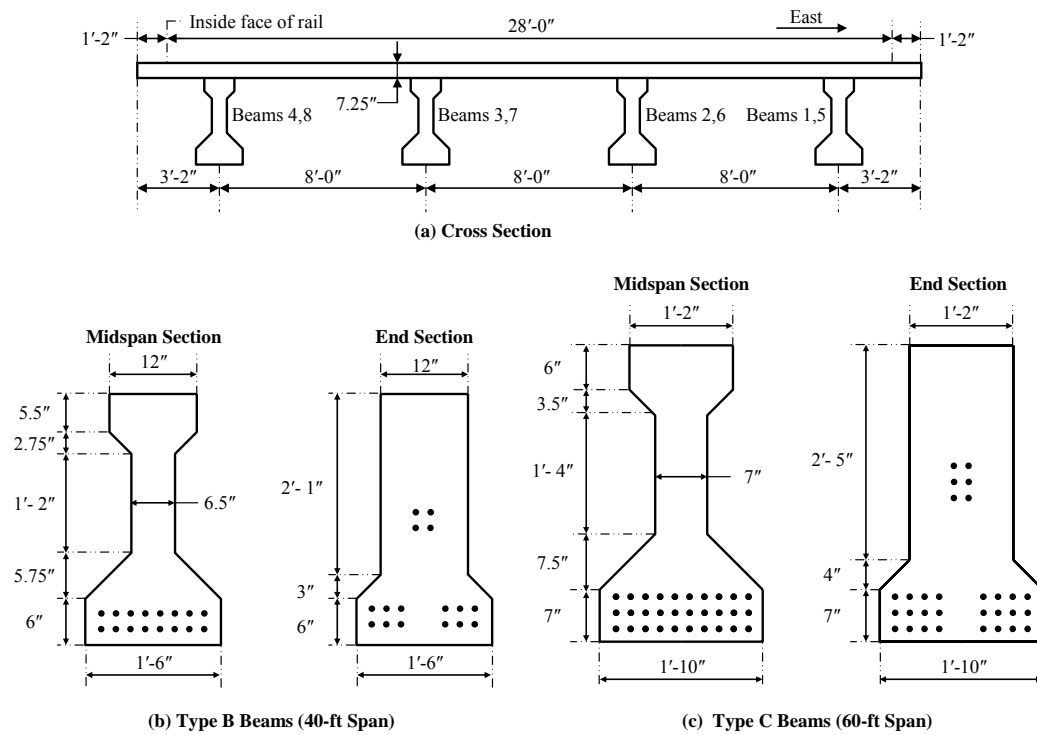 Inside face of rail
East
1′-2″
28′-0″
1′-2″
7.25″
Beams 4,8
Beams 3,7
Beams 2,6
Beams 1,5
3′-2″
8′-0″
8′-0″
8′-0″
3′-2″
(a) Cross Section
Midspan Section
End Section
12″
12″
5.5″
2.75″
1′- 2″
6.5″
5.75″
6″
1′-6″
2′- 1″
3″
6″
1′-6″
(b) Type B Beams (40-ft Span)
Midspan Section
End Section
1′-2″
1′-2″
6″
3.5″
1′- 4″
7″
7.5″
7″
1′-10″
2′- 5″
4″
7″
1′-10″
(c) Type C Beams (60-ft Span)